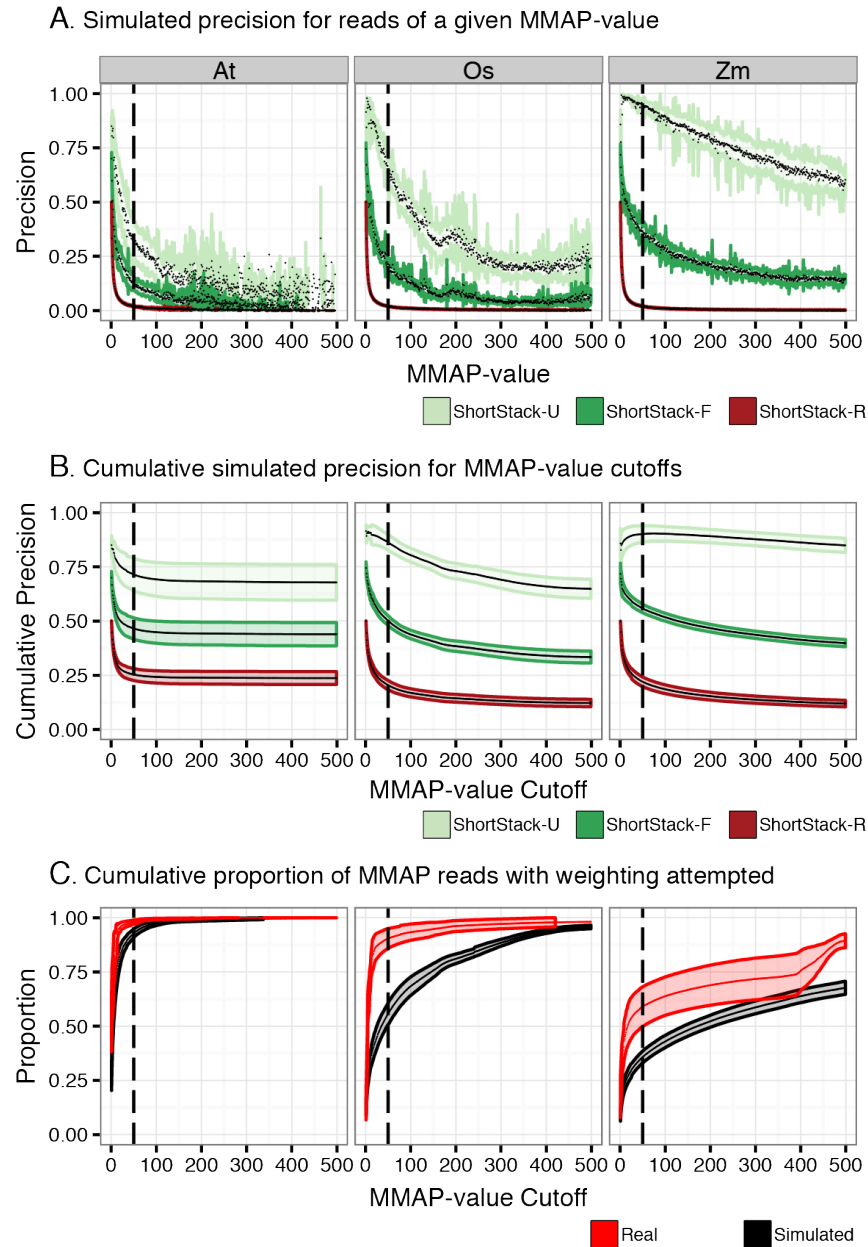 A. Simulated precision for reads of a given MMAP-value
At Os Zm
1.00
0.75
0.50
0.25
0.00
Precision
0 100 200 300 400 500 0 100 200 300 400 500 0 100 200 300 400 500
MMAP-value
ShortStack-U ShortStack-F ShortStack-R
B. Cumulative simulated precision for MMAP-value cutoffs
1.00
0.75
0.50
0.25
0.00
Cumulative Precision
0 100 200 300 400 500 0 100 200 300 400 500 0 100 200 300 400 500
MMAP-value Cutoff
ShortStack-U ShortStack-F ShortStack-R
C. Cumulative proportion of MMAP reads with weighting attempted
1.00
0.75
0.50
0.25
0.00
Proportion
0 100 200 300 400 500 0 100 200 300 400 500 0 100 200 300 400 500
MMAP-value Cutoff
Real Simulated